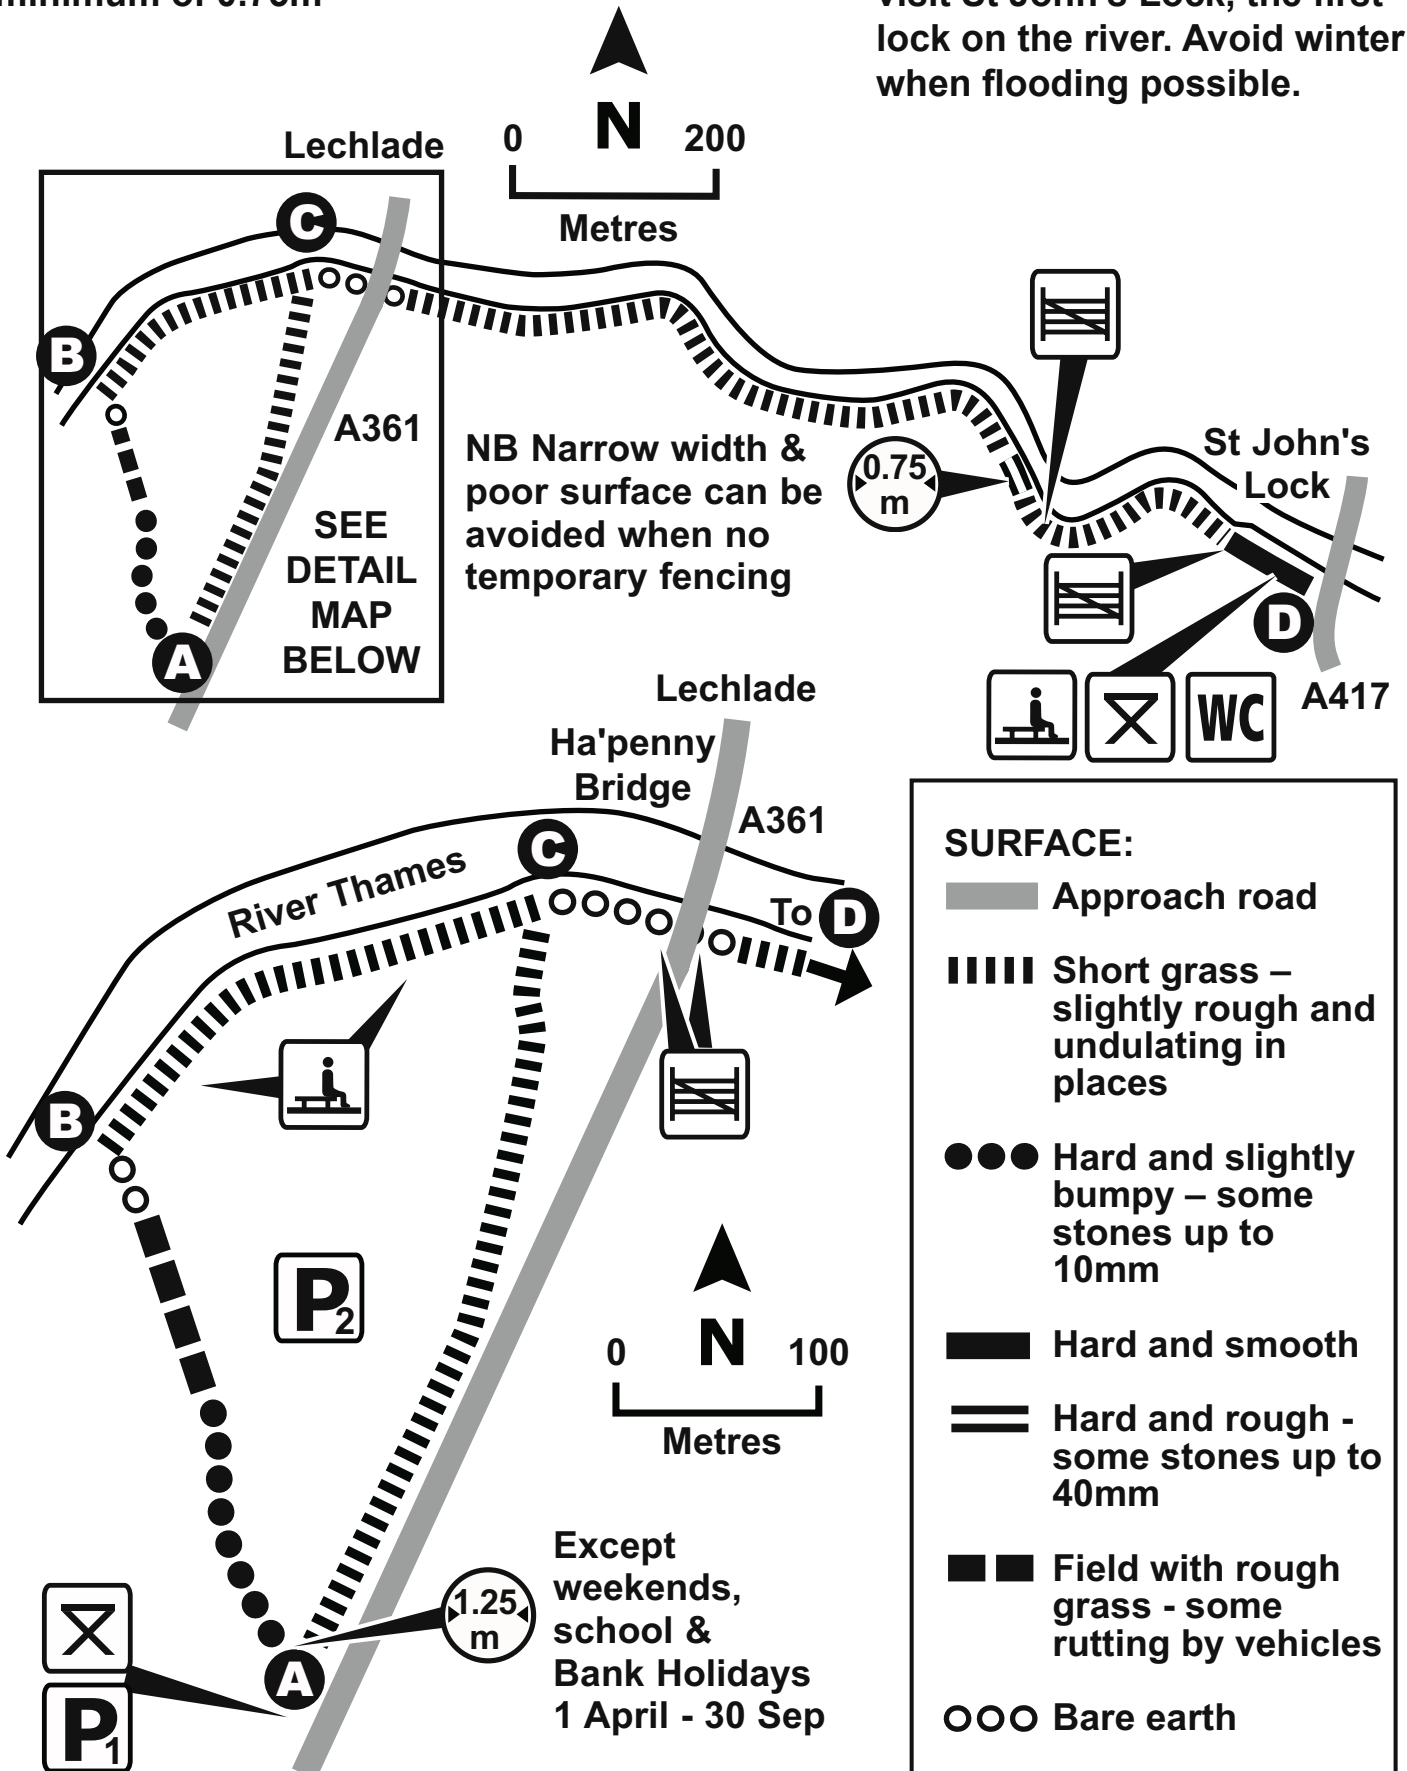 minimum of 0.75m
visit St John's Lock, the first
lock on the river. Avoid winter
when flooding possible.
N
0 200
Metres
Lechlade
C
B
A361
SEE
DETAIL
MAP
BELOW
A
NB Narrow width &
poor surface can be
avoided when no
temporary fencing
0.75
m
St John's
Lock
D
A417
WC
Lechlade
Ha'penny
Bridge
A361
C
River Thames
To D
B
P2
N
0 100
Metres
A
1.25
m
Except
weekends,
school &
Bank Holidays
1 April - 30 Sep
P1
SURFACE:
Approach road
Short grass –
slightly rough and
undulating in
places
Hard and slightly
bumpy – some
stones up to
10mm
Hard and smooth
Hard and rough -
some stones up to
40mm
Field with rough
grass - some
rutting by vehicles
Bare earth